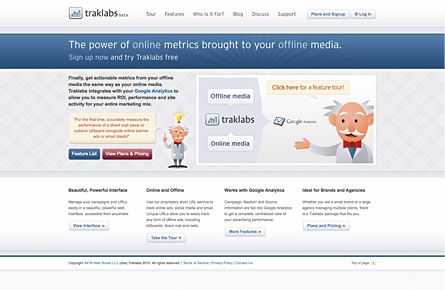 traklabs beta
Tour Features Who Is It For? Blog Discuss Support Plans and Signup Log In
The power of online metrics brought to your offline media.
Sign up now and try Traklabs free
Finally, get actionable metrics from your offline
media the same way as your online media.
Traklabs integrates with your Google Analytics to
allow you to measure ROI, performance and site
activity for your entire marketing mix.
"For the first time, accurately measure the
performance of a direct mail piece or
outdoor billboard alongside online banner
ads or email blasts!"
Feature List View Plans & Pricing
Offline media
traklabs
Online media
Click here for a feature tour!
Google Analytics
Beautiful, Powerful Interface
Manage your campaigns and URLs
easily in a beautiful, powerful web
interface, accessible from anywhere.
View Interface »
Online and Offline
Use our proprietary short URL service to
track online ads, social media and email.
Unique URLs allow you to easily track
any form of offline ads, including
billboards, direct mail and radio.
Take the Tour »
Works with Google Analytics
Campaign, Medium and Source
information are fed into Google Analytics
to get a complete, centralized view of
your advertising performance.
More Features »
Ideal for Brands and Agencies
Whether you are a small brand or a large
agency managing multiple clients, there
is a Traklabs package that fits you.
Plans and Pricing »
Copyright JAKTA Web Studio LLC (dba) Traklabs 2010. All rights reserved. | Terms of Service | Privacy Policy | Contact Us
Top of page